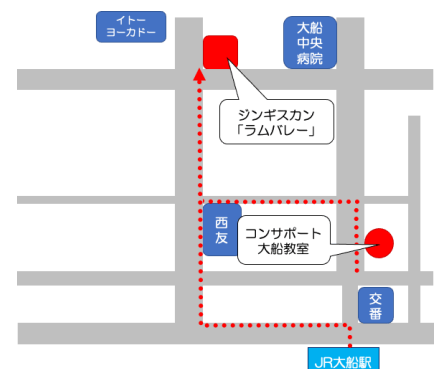 イトー
ヨーカドー
大船
中央
病院
ジンギスカン
「ラムバレー」
西
友
コンサポート
大船教室
交
番
JR大船駅